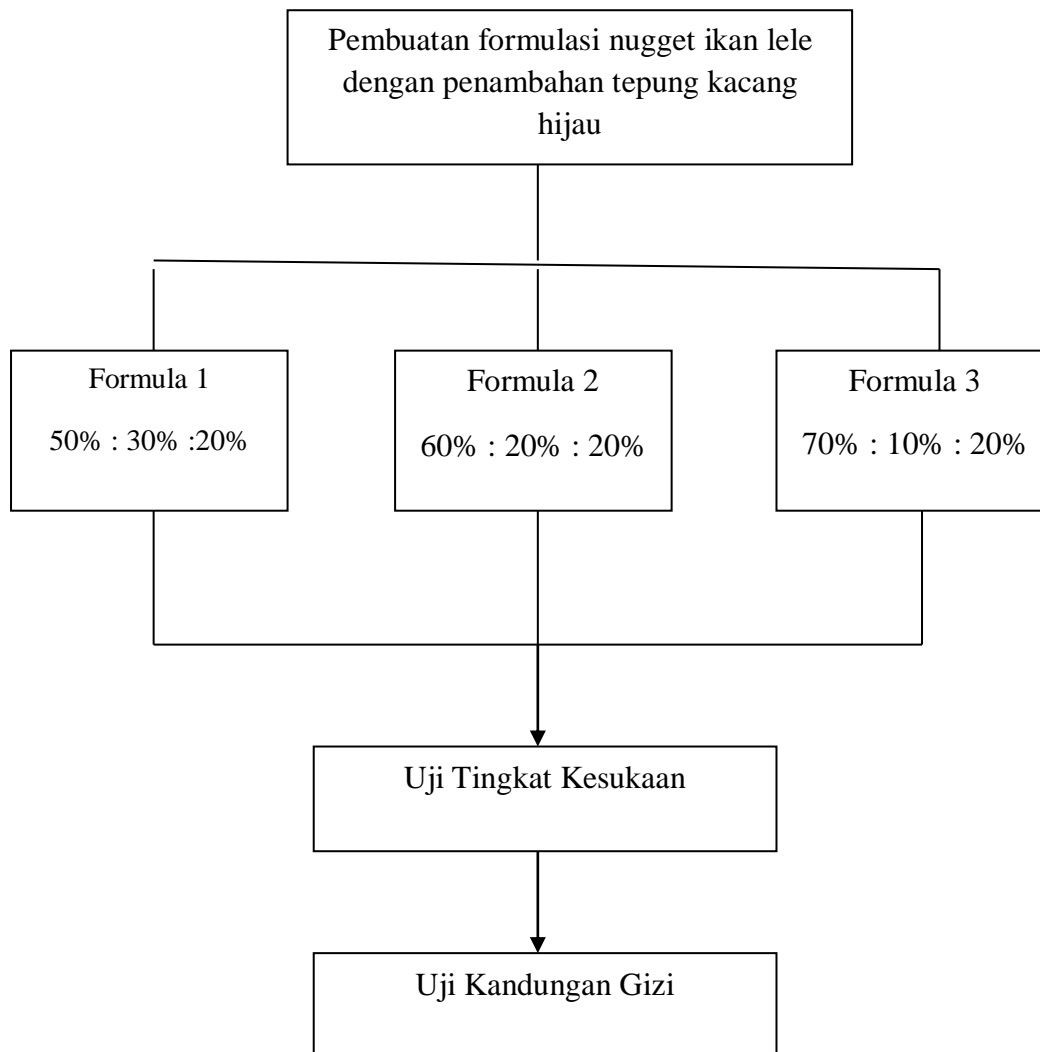 Pembuatan formulasi nugget ikan lele
dengan penambahan tepung kacang
hijau
Formula 1
50% : 30% :20%
Formula 2
60% : 20% : 20%
Formula 3
70% : 10% : 20%
Uji Tingkat Kesukaan
Uji Kandungan Gizi